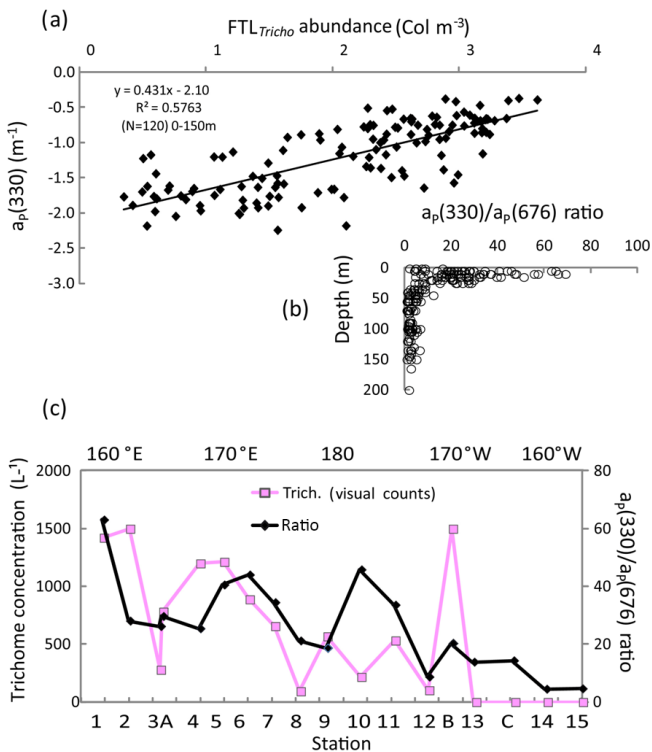 (a)
FTLTricho abundance (Col m-3)
0 1 2 3 4
0.0
-0.5
-1.0
-1.5
-2.0
-2.5
-3.0
aP(330) (m-1)
y = 0.431x - 2.10
R² = 0.5763
(N=120) 0-150m
(b)
aP(330)/aP(676) ratio
0 20 40 60 80 100
0
50
100
150
200
Depth (m)
(c)
160°E 170°E 180 170°W 160°W
2000
1500
1000
500
0
Trichome concentration (L-1)
Trich. (visual counts)
Ratio
80
60
40
20
0
aP(330)/aP(676) ratio
1 2 3A 4 5 6 7 8 9 10 11 12 B 13 C 14 15
Station